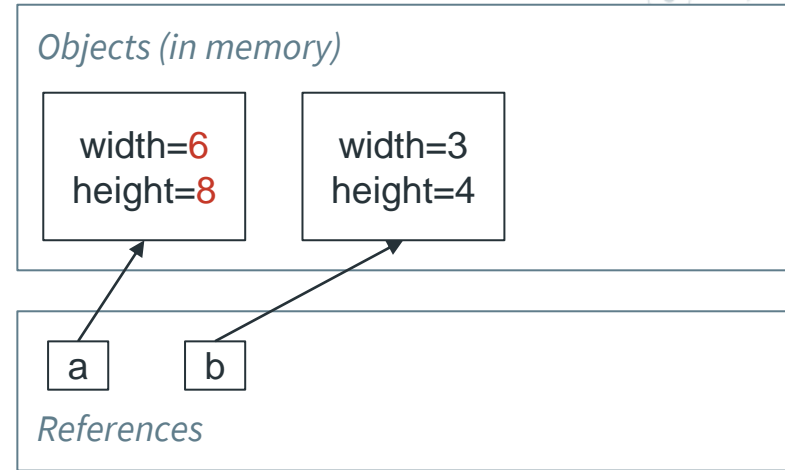 Objects (in memory)
width=6
height=8
width=3
height=4
a
b
References